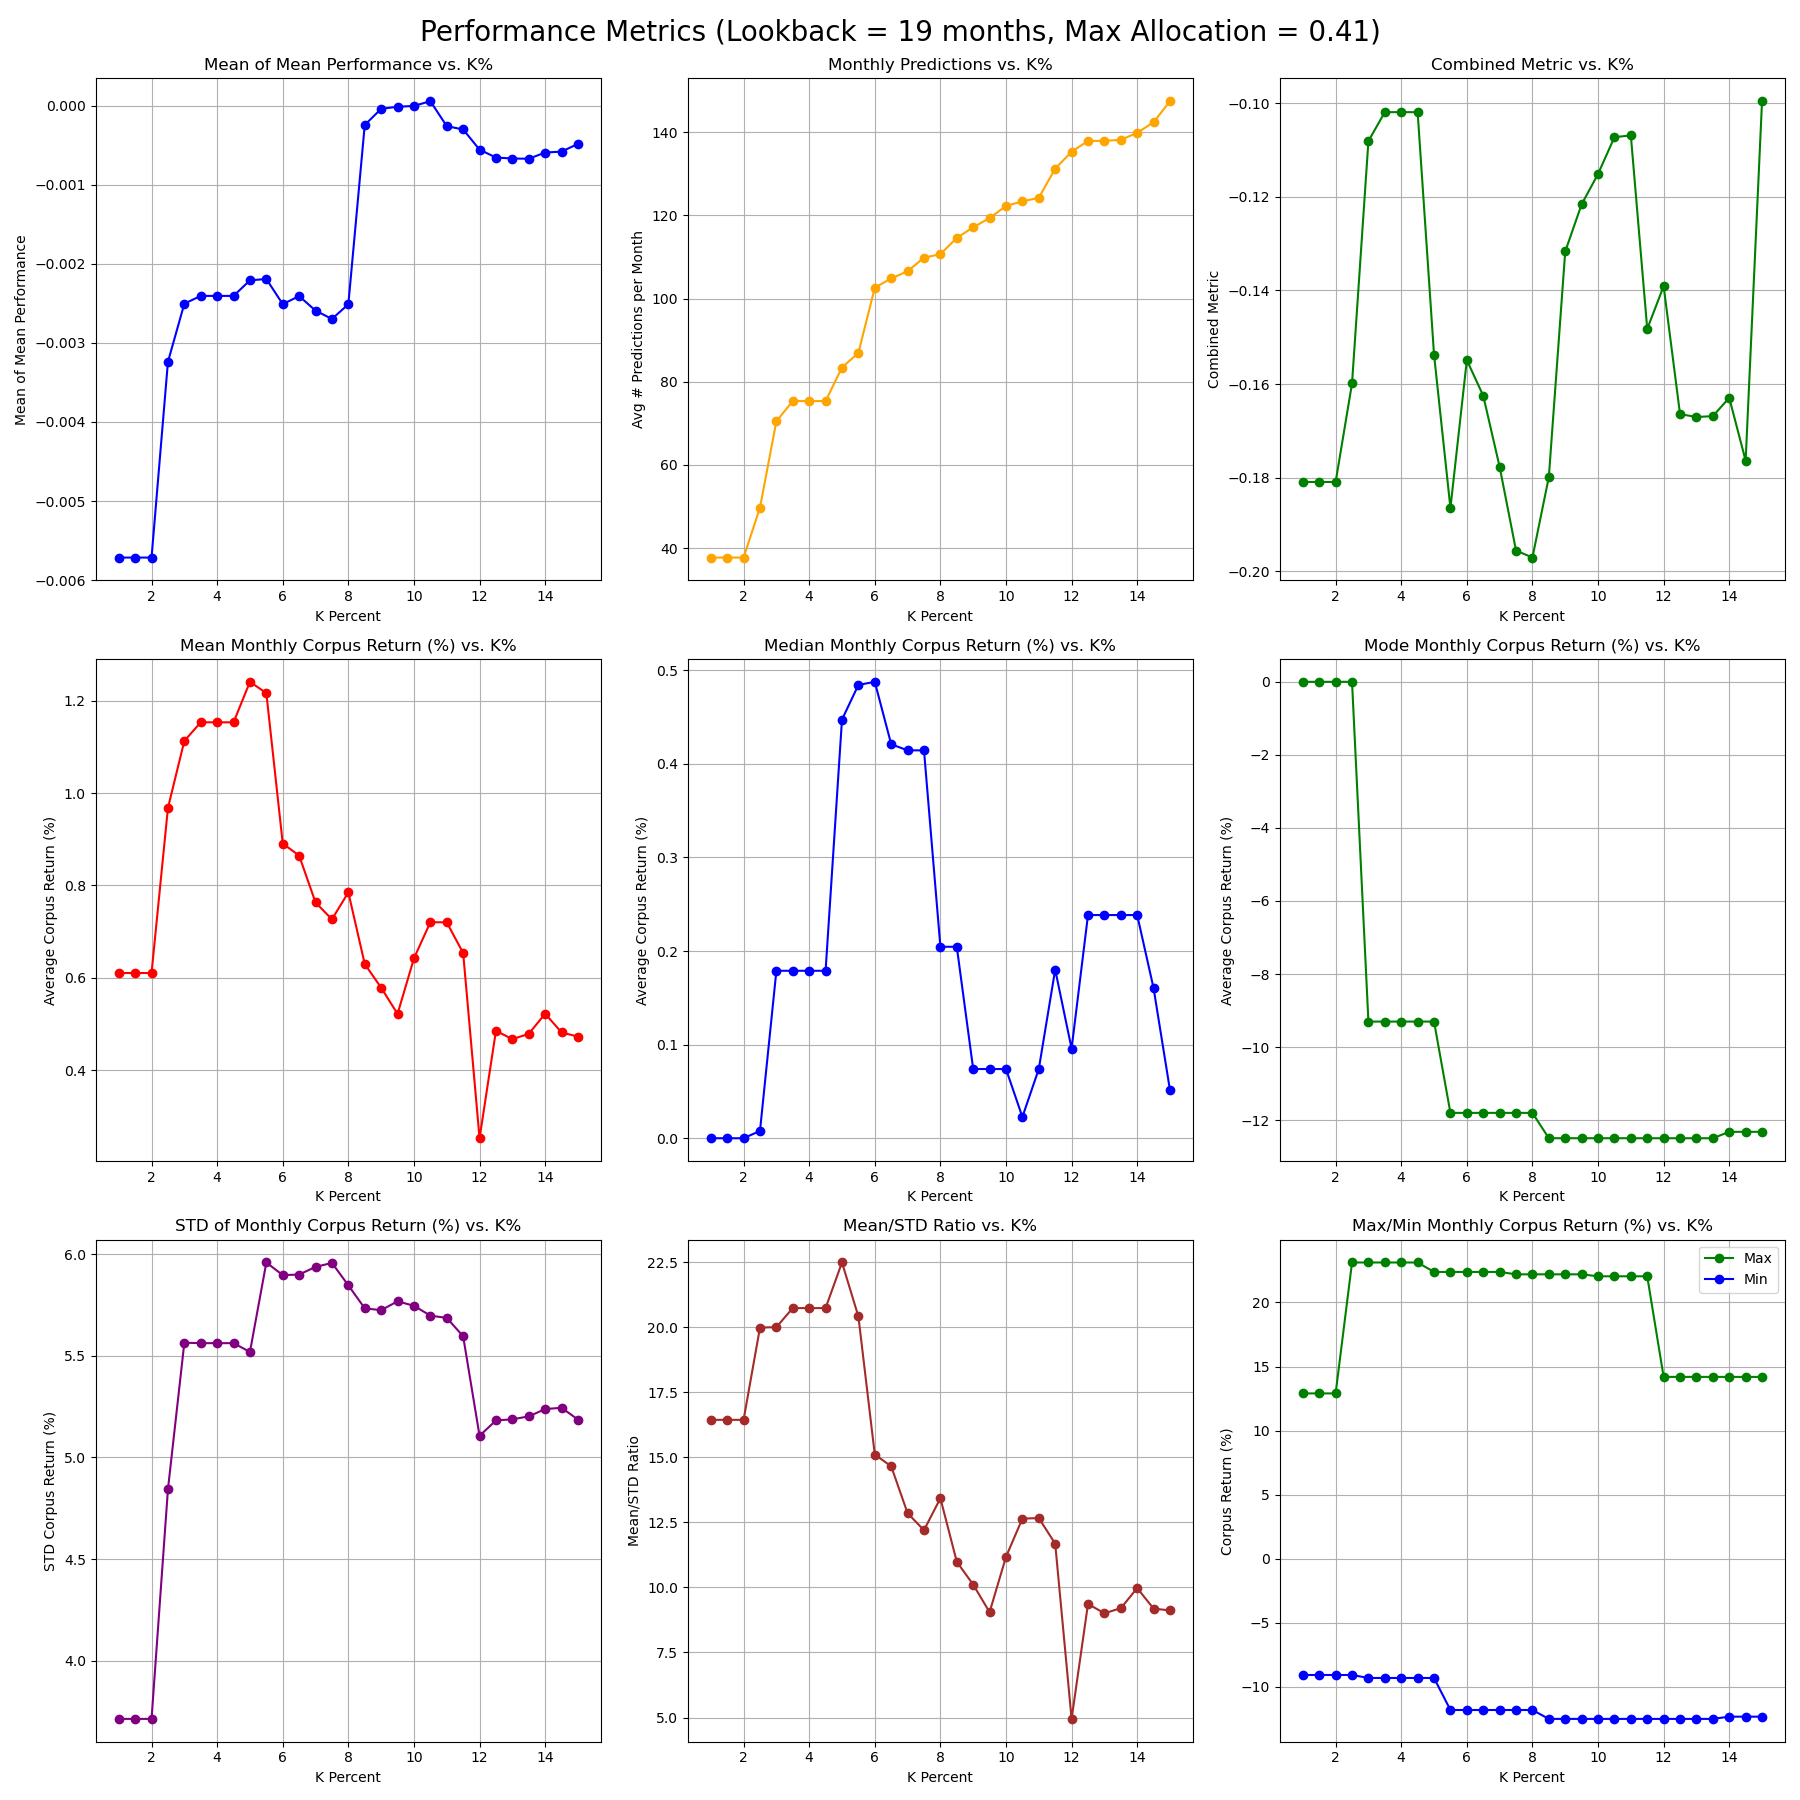 Performance Metrics (Lookback = 19 months, Max Allocation = 0.41)
Mean of Mean Performance vs. K%
0.000
−0.001
−0.002
−0.003
−0.004
−0.005
−0.006
Mean of Mean Performance
2 4 6 8 10 12 14
K Percent
Monthly Predictions vs. K%
140
120
100
80
60
40
Avg # Predictions per Month
2 4 6 8 10 12 14
K Percent
Combined Metric vs. K%
−0.10
−0.12
−0.14
−0.16
−0.18
−0.20
Combined Metric
2 4 6 8 10 12 14
K Percent
Mean Monthly Corpus Return (%) vs. K%
1.2
1.0
0.8
0.6
0.4
Average Corpus Return (%)
2 4 6 8 10 12 14
K Percent
Median Monthly Corpus Return (%) vs. K%
0.5
0.4
0.3
0.2
0.1
0.0
Average Corpus Return (%)
2 4 6 8 10 12 14
K Percent
Mode Monthly Corpus Return (%) vs. K%
0
−2
−4
−6
−8
−10
−12
Average Corpus Return (%)
2 4 6 8 10 12 14
K Percent
STD of Monthly Corpus Return (%) vs. K%
6.0
5.5
5.0
4.5
4.0
STD Corpus Return (%)
2 4 6 8 10 12 14
K Percent
Mean/STD Ratio vs. K%
22.5
20.0
17.5
15.0
12.5
10.0
7.5
5.0
Mean/STD Ratio
2 4 6 8 10 12 14
K Percent
Max/Min Monthly Corpus Return (%) vs. K%
Max
Min
20
15
10
5
0
−5
−10
Corpus Return (%)
2 4 6 8 10 12 14
K Percent